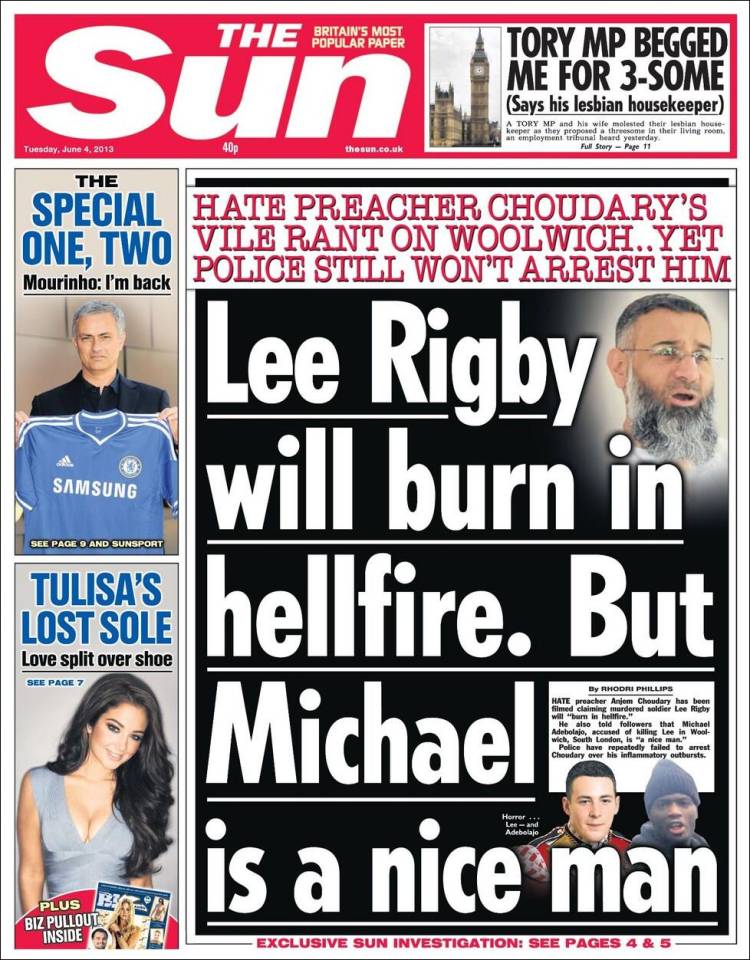 THE
Sun
BRITAIN'S MOST
POPULAR PAPER
Tuesday, June 4, 2013
40p
thesun.co.uk
TORY MP BEGGED
ME FOR 3-SOME
(Says his lesbian housekeeper)
A TORY MP and his wife molested their lesbian house-
keeper as they proposed a threesome in their living room,
an employment tribunal heard yesterday.
Full Story — Page 11
THE
SPECIAL
ONE, TWO
Mourinho: I'm back
adidas
SAMSUNG
SEE PAGE 9 AND SUNSPORT
TULISA'S
LOST SOLE
Love split over shoe
SEE PAGE 7
PLUS
BIZ PULLOUT
INSIDE
HATE PREACHER CHOUDARY'S
VILE RANT ON WOOLWICH..YET
POLICE STILL WON'T ARREST HIM
Lee Rigby
will burn in
hellfire. But
Michael
is a nice man
By RHODRI PHILLIPS
HATE preacher Anjem Choudary has been
filmed claiming murdered soldier Lee Rigby
will "burn in hellfire."
He also told followers that Michael
Adebolajo, accused of killing Lee in Wool-
wich, South London, is "a nice man."
Police have repeatedly failed to arrest
Choudary over his inflammatory outbursts.
Horror . . .
Lee — and
Adebolajo
EXCLUSIVE SUN INVESTIGATION: SEE PAGES 4 & 5